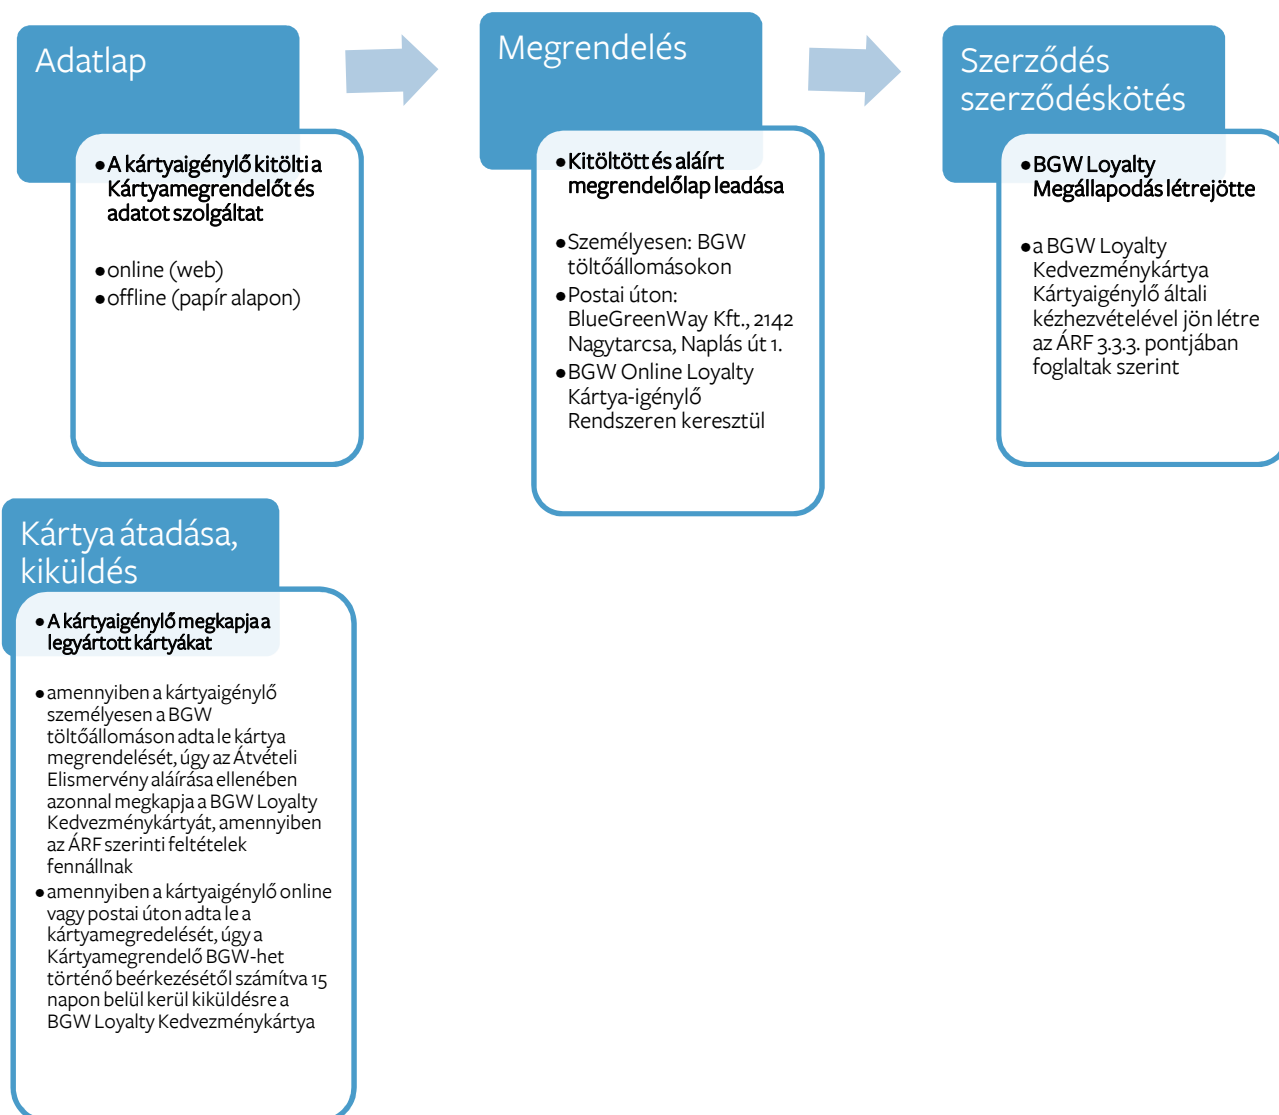 Adatlap
● A kártyaigénylő kitölti a
Kártyamegrendelőt és
adatot szolgáltat
● online (web)
● offline (papír alapon)
Megrendelés
● Kitöltött és aláírt
megrendelőlap leadása
● Személyesen: BGW
töltőállomásokon
● Postai úton:
BlueGreenWay Kft., 2142
Nagytarcsa, Naplás út 1.
● BGW Online Loyalty
Kártya-igénylő
Rendszeren keresztül
Szerződés
szerződéskötés
● BGW Loyalty
Megállapodás létrejötte
● a BGW Loyalty
Kedvezménykártya
Kártyaigénylő általi
kézhezvételével jön létre
az ÁRF 3.3.3. pontjában
foglaltak szerint
Kártya átadása,
kiküldés
● A kártyaigénylő megkapja a
legyártott kártyákat
● amennyiben a kártyaigénylő
személyesen a BGW
töltőállomáson adta le kártya
megrendelését, úgy az Átvételi
Elismervény aláírása ellenében
azonnal megkapja a BGW Loyalty
Kedvezménykártyát, amennyiben
az ÁRF szerinti feltételek
fennállnak
● amennyiben a kártyaigénylő online
vagy postai úton adta le a
kártyamegredelését, úgy a
Kártyamegrendelő BGW-het
történő beérkezésétől számítva 15
napon belül kerül kiküldésre a
BGW Loyalty Kedvezménykártya